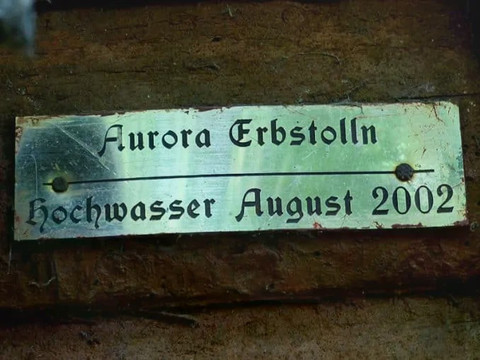 Aurora Erbstolln
Hochwasser August 2002